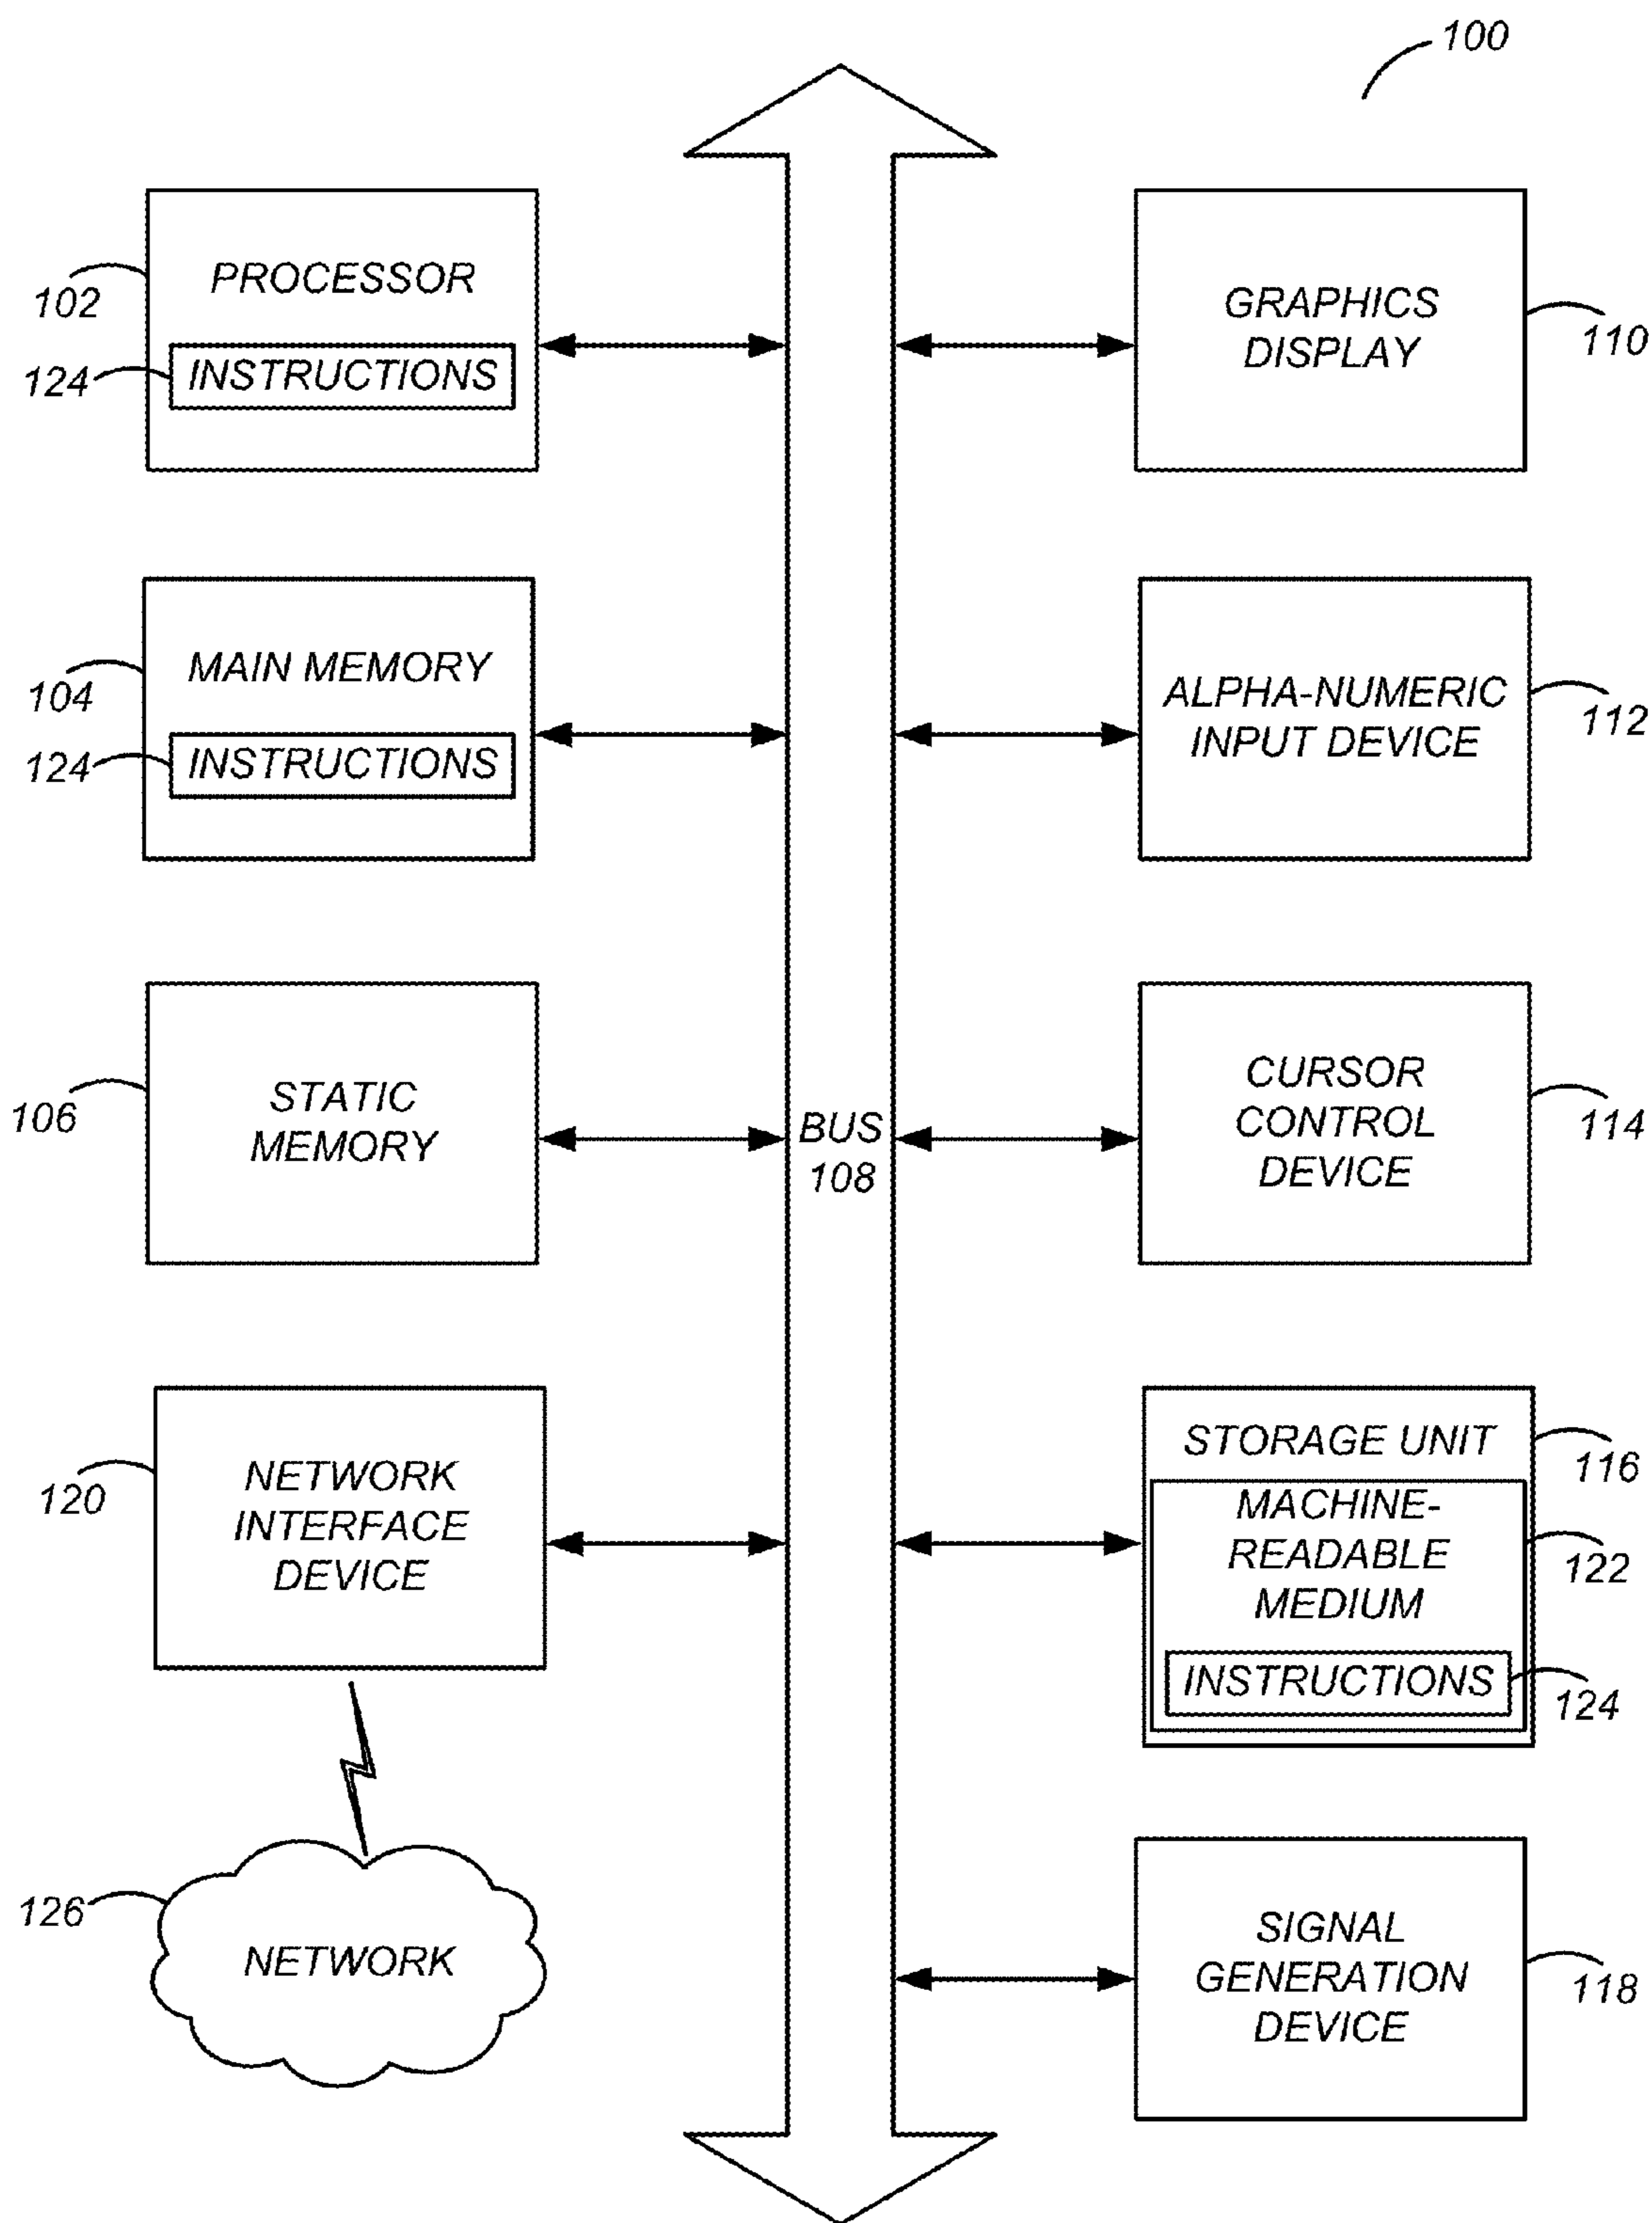 100
PROCESSOR
102
124
INSTRUCTIONS
GRAPHICS
DISPLAY
110
MAIN MEMORY
104
124
INSTRUCTIONS
ALPHA-NUMERIC
INPUT DEVICE
112
STATIC
MEMORY
106
BUS
108
CURSOR
CONTROL
DEVICE
114
NETWORK
INTERFACE
DEVICE
120
STORAGE UNIT
116
MACHINE-
READABLE
MEDIUM
122
INSTRUCTIONS
124
126
NETWORK
SIGNAL
GENERATION
DEVICE
118